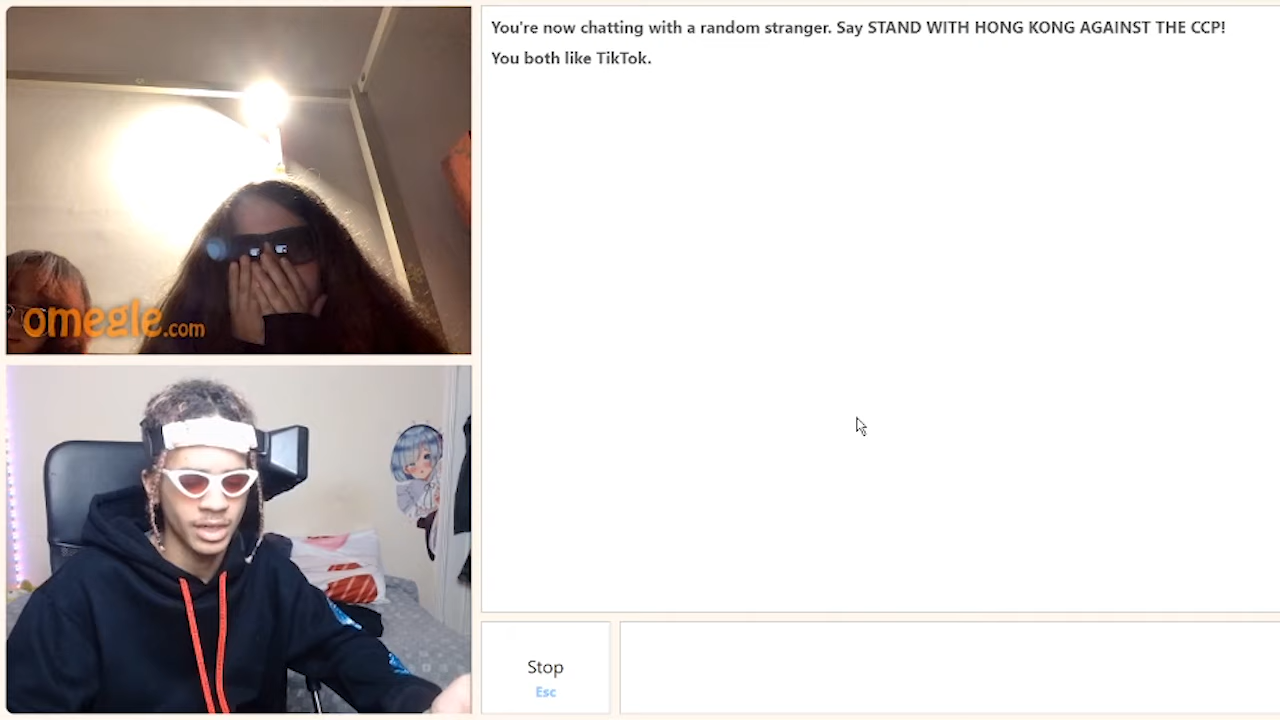 You're now chatting with a random stranger. Say STAND WITH HONG KONG AGAINST THE CCP!
You both like TikTok.
omegle.com
Stop
Esc